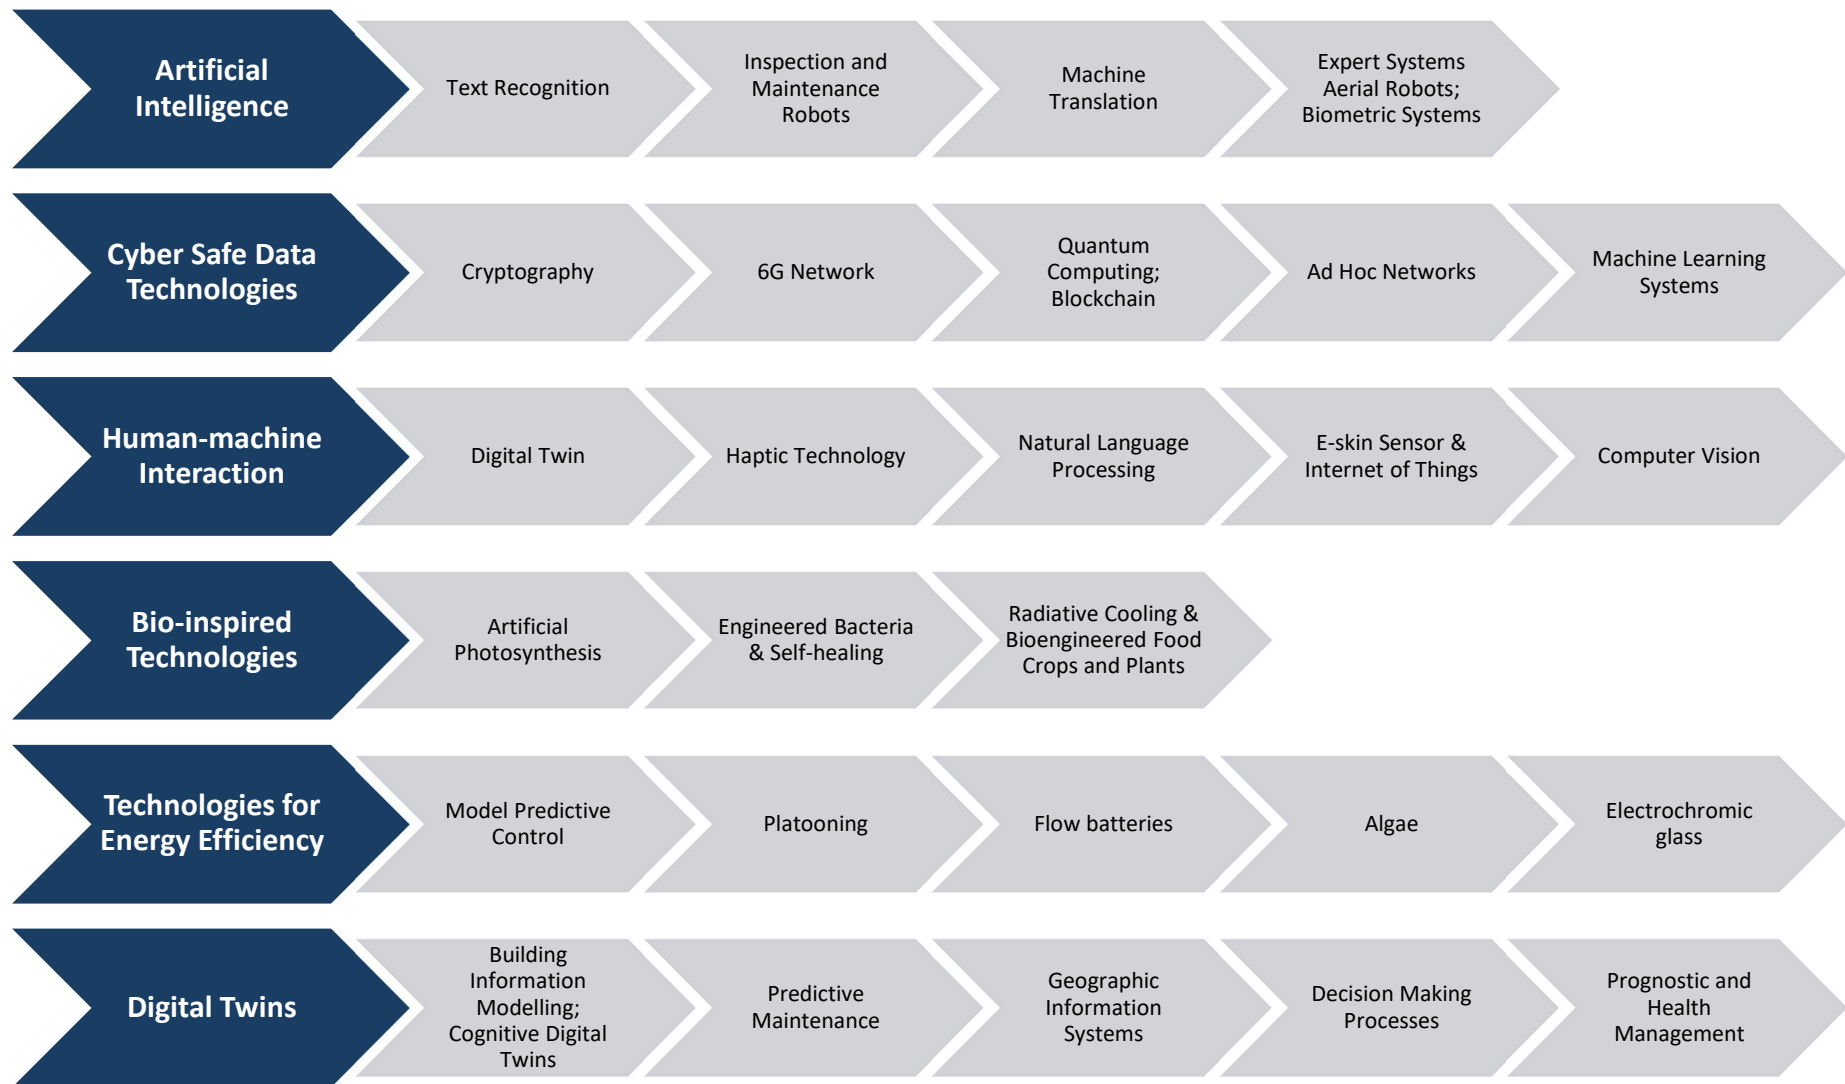 Artificial
Intelligence
Text Recognition
Inspection and
Maintenance
Robots
Machine
Translation
Expert Systems
Aerial Robots;
Biometric Systems
Cyber Safe Data
Technologies
Cryptography
6G Network
Quantum
Computing;
Blockchain
Ad Hoc Networks
Machine Learning
Systems
Human-machine
Interaction
Digital Twin
Haptic Technology
Natural Language
Processing
E-skin Sensor &
Internet of Things
Computer Vision
Bio-inspired
Technologies
Artificial
Photosynthesis
Engineered Bacteria
& Self-healing
Radiative Cooling &
Bioengineered Food
Crops and Plants
Technologies for
Energy Efficiency
Model Predictive
Control
Platooning
Flow batteries
Algae
Electrochromic
glass
Digital Twins
Building
Information
Modelling;
Cognitive Digital
Twins
Predictive
Maintenance
Geographic
Information
Systems
Decision Making
Processes
Prognostic and
Health
Management